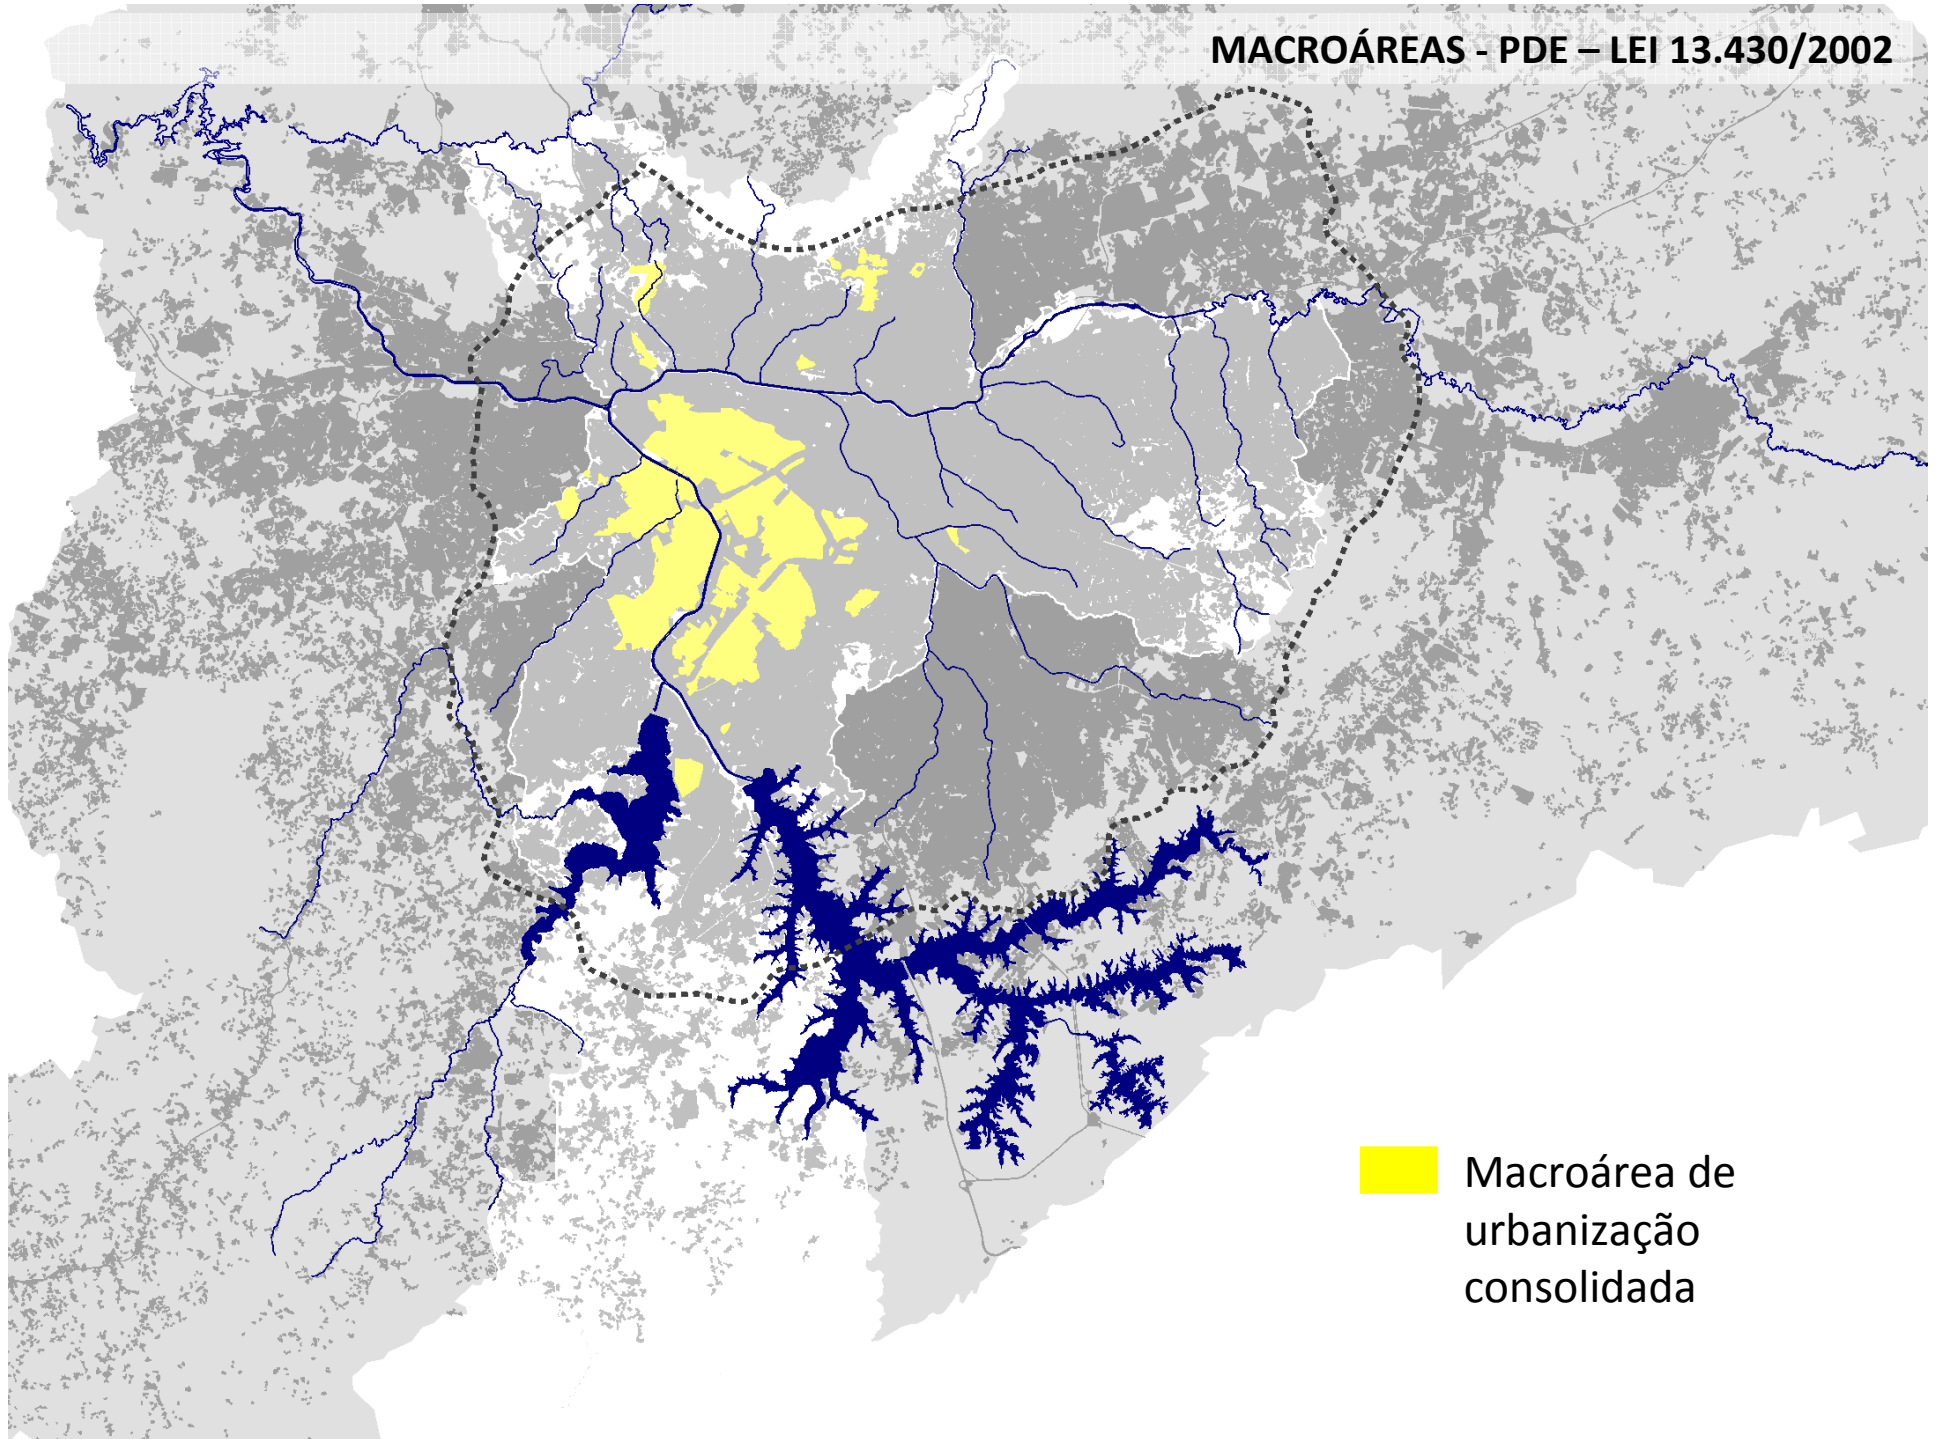 MACROÁREAS - PDE – LEI 13.430/2002
Macroárea de
urbanização
consolidada